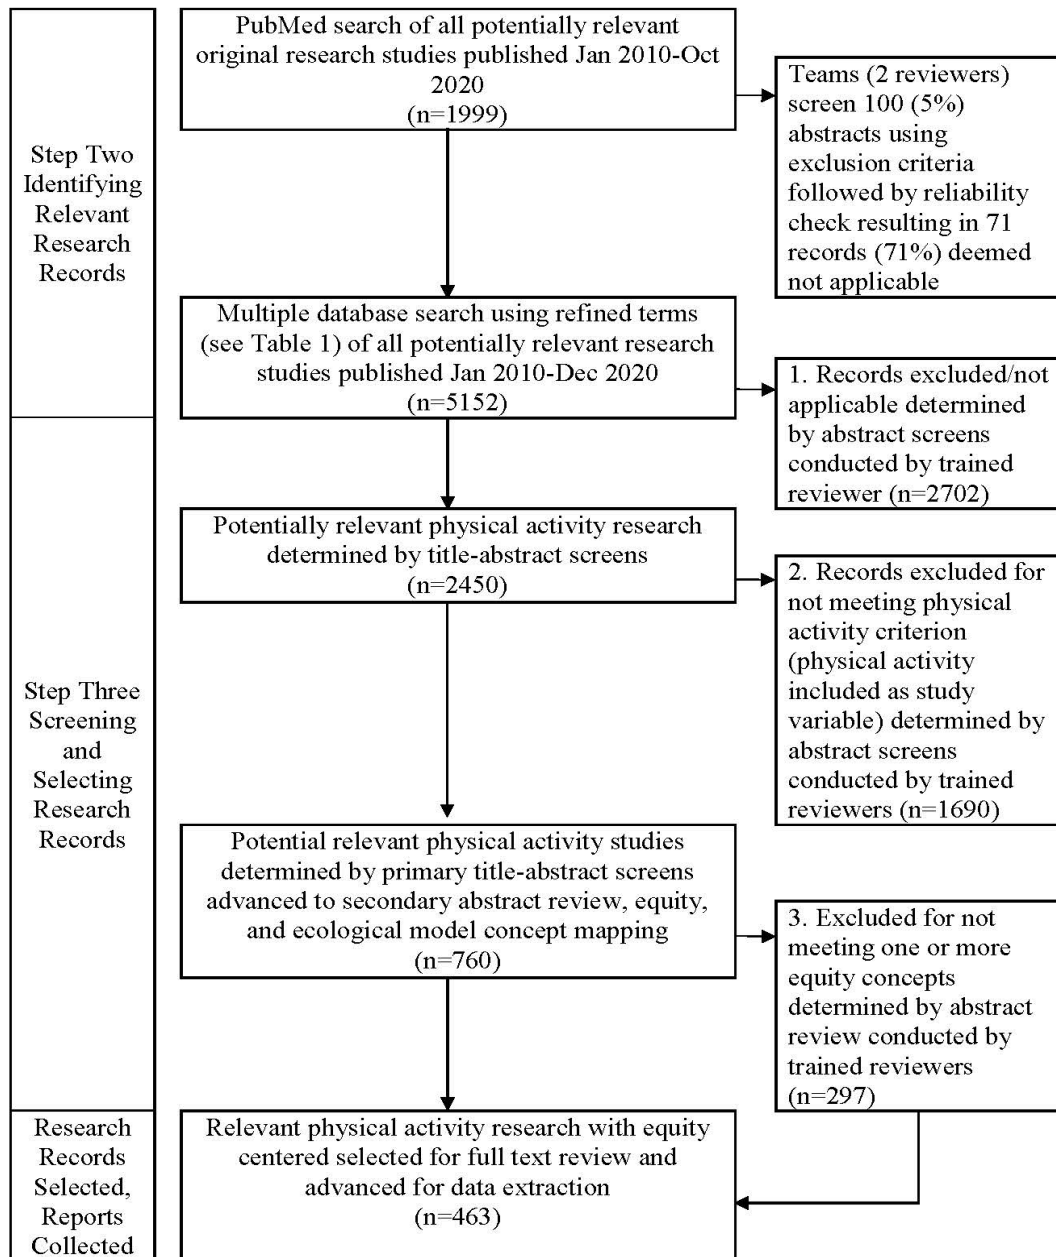 PubMed search of all potentially relevant
original research studies published Jan 2010-Oct
2020
(n=1999)
Teams (2 reviewers)
screen 100 (5%)
abstracts using
exclusion criteria
followed by reliability
check resulting in 71
records (71%) deemed
not applicable
Step Two
Identifying
Relevant
Research
Records
Multiple database search using refined terms
(see Table 1) of all potentially relevant research
studies published Jan 2010-Dec 2020
(n=5152)
1. Records excluded/not
applicable determined
by abstract screens
conducted by trained
reviewer (n=2702)
Potentially relevant physical activity research
determined by title-abstract screens
(n=2450)
2. Records excluded for
not meeting physical
activity criterion
(physical activity
included as study
variable) determined by
abstract screens
conducted by trained
reviewers (n=1690)
Step Three
Screening
and
Selecting
Research
Records
Potential relevant physical activity studies
determined by primary title-abstract screens
advanced to secondary abstract review, equity,
and ecological model concept mapping
(n=760)
3. Excluded for not
meeting one or more
equity concepts
determined by abstract
review conducted by
trained reviewers
(n=297)
Research
Records
Selected,
Reports
Collected
Relevant physical activity research with equity
centered selected for full text review and
advanced for data extraction
(n=463)